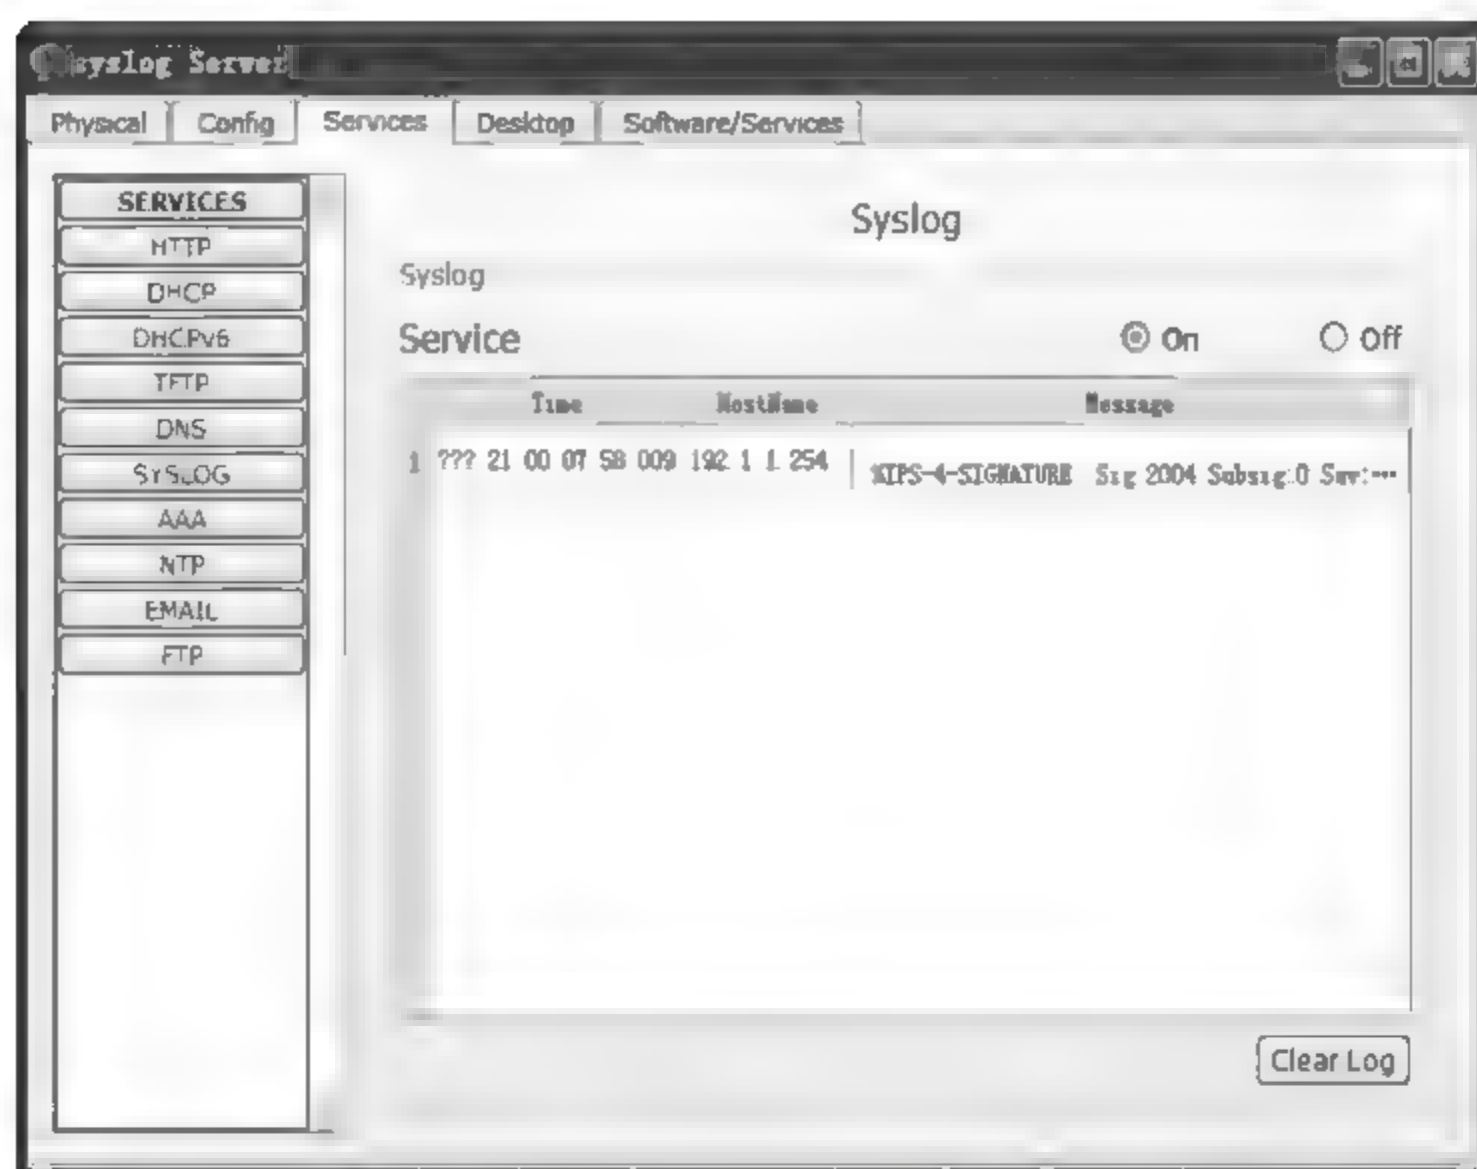 Syslog Server
Physical Config Services Desktop Software/Services
SERVICES
HTTP
DHCP
DHCPv6
TFTP
DNS
SYSLOG
AAA
NTP
EMAIL
FTP
Syslog
Syslog
Service On Off
Time HostName Message
1 ??? 21 00 07 58 009 192 1 1 254 %IPS-4-SIGNATURE Sig 2004 Subsig:0 Sev:...
Clear Log